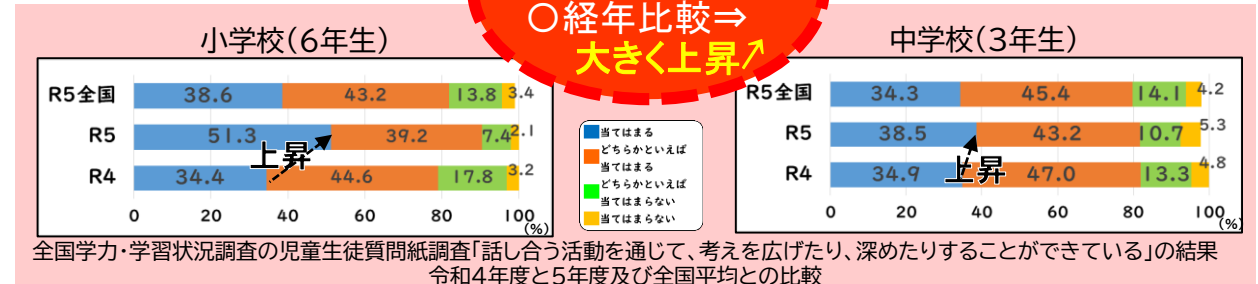 〇経年比較⇒
大きく上昇↗
小学校(6年生)
R5全国 38.6 43.2 13.8 3.4
R5 51.3 39.2 7.4 2.1
上昇
R4 34.4 44.6 17.8 3.2
0 20 40 60 80 100
(%)
当てはまる
どちらかといえば
当てはまる
どちらかといえば
当てはまらない
当てはまらない
中学校(3年生)
R5全国 34.3 45.4 14.1 4.2
R5 38.5 43.2 10.7 5.3
上昇
R4 34.9 47.0 13.3 4.8
0 20 40 60 80 100
(%)
全国学力・学習状況調査の児童生徒質問紙調査「話し合う活動を通じて、考えを広げたり、深めたりすることができている」の結果
令和4年度と5年度及び全国平均との比較